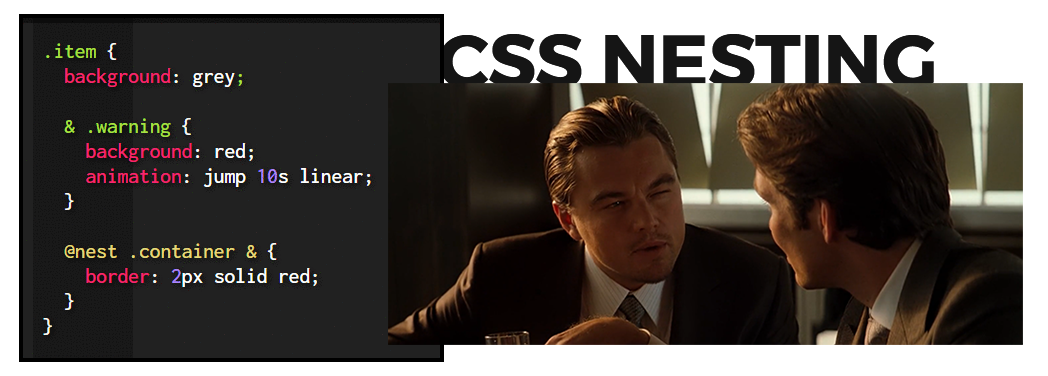 .item {
background: grey;
& .warning {
background: red;
animation: jump 10s linear;
}
@nest .container & {
border: 2px solid red;
}
}
CSS NESTING